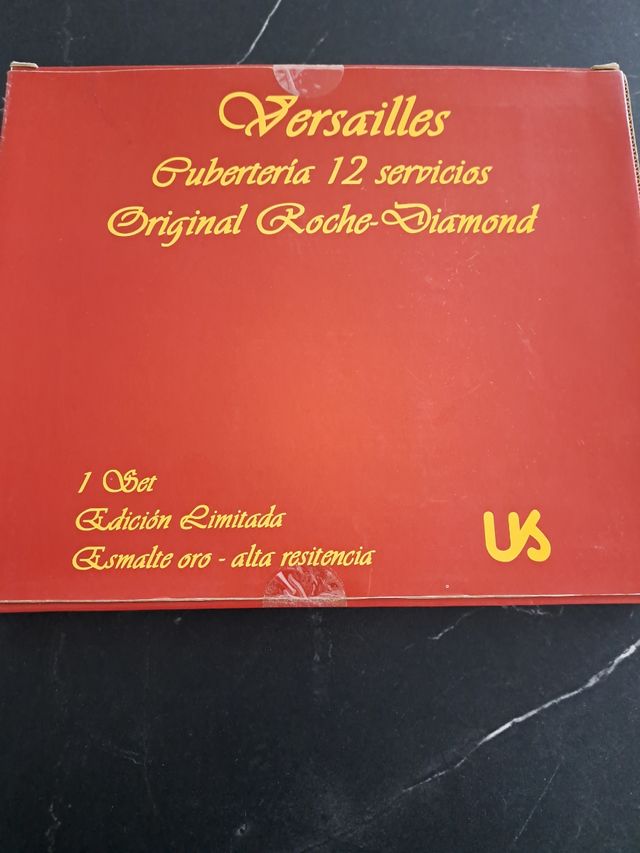 Versailles
Cubertería 12 servicios
Original Roche-Diamond
1 Set
Edición Limitada
Esmalte oro - alta resitencia
US